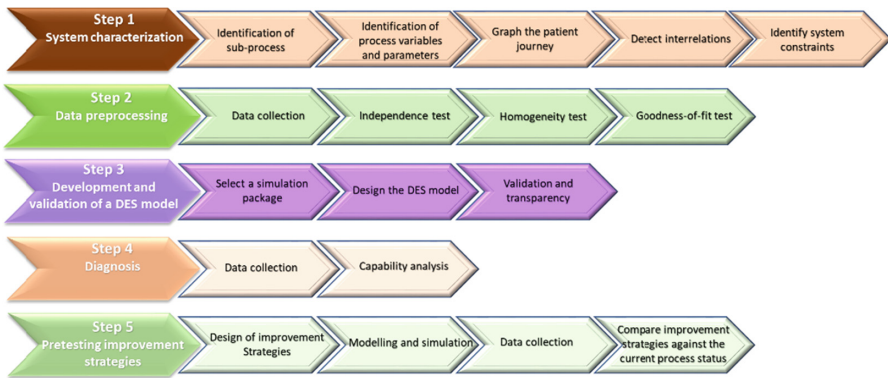 Step 1
System characterization
Identification of
sub-process
Identification of
process variables
and parameters
Graph the patient
journey
Detect interrelations
Identify system
constraints
Step 2
Data preprocessing
Data collection
Independence test
Homogeneity test
Goodness-of-fit test
Step 3
Development and
validation of a DES model
Select a simulation
package
Design the DES model
Validation and
transparency
Step 4
Diagnosis
Data collection
Capability analysis
Step 5
Pretesting improvement
strategies
Design of improvement
Strategies
Modelling and simulation
Data collection
Compare improvement
strategies against the
current process status